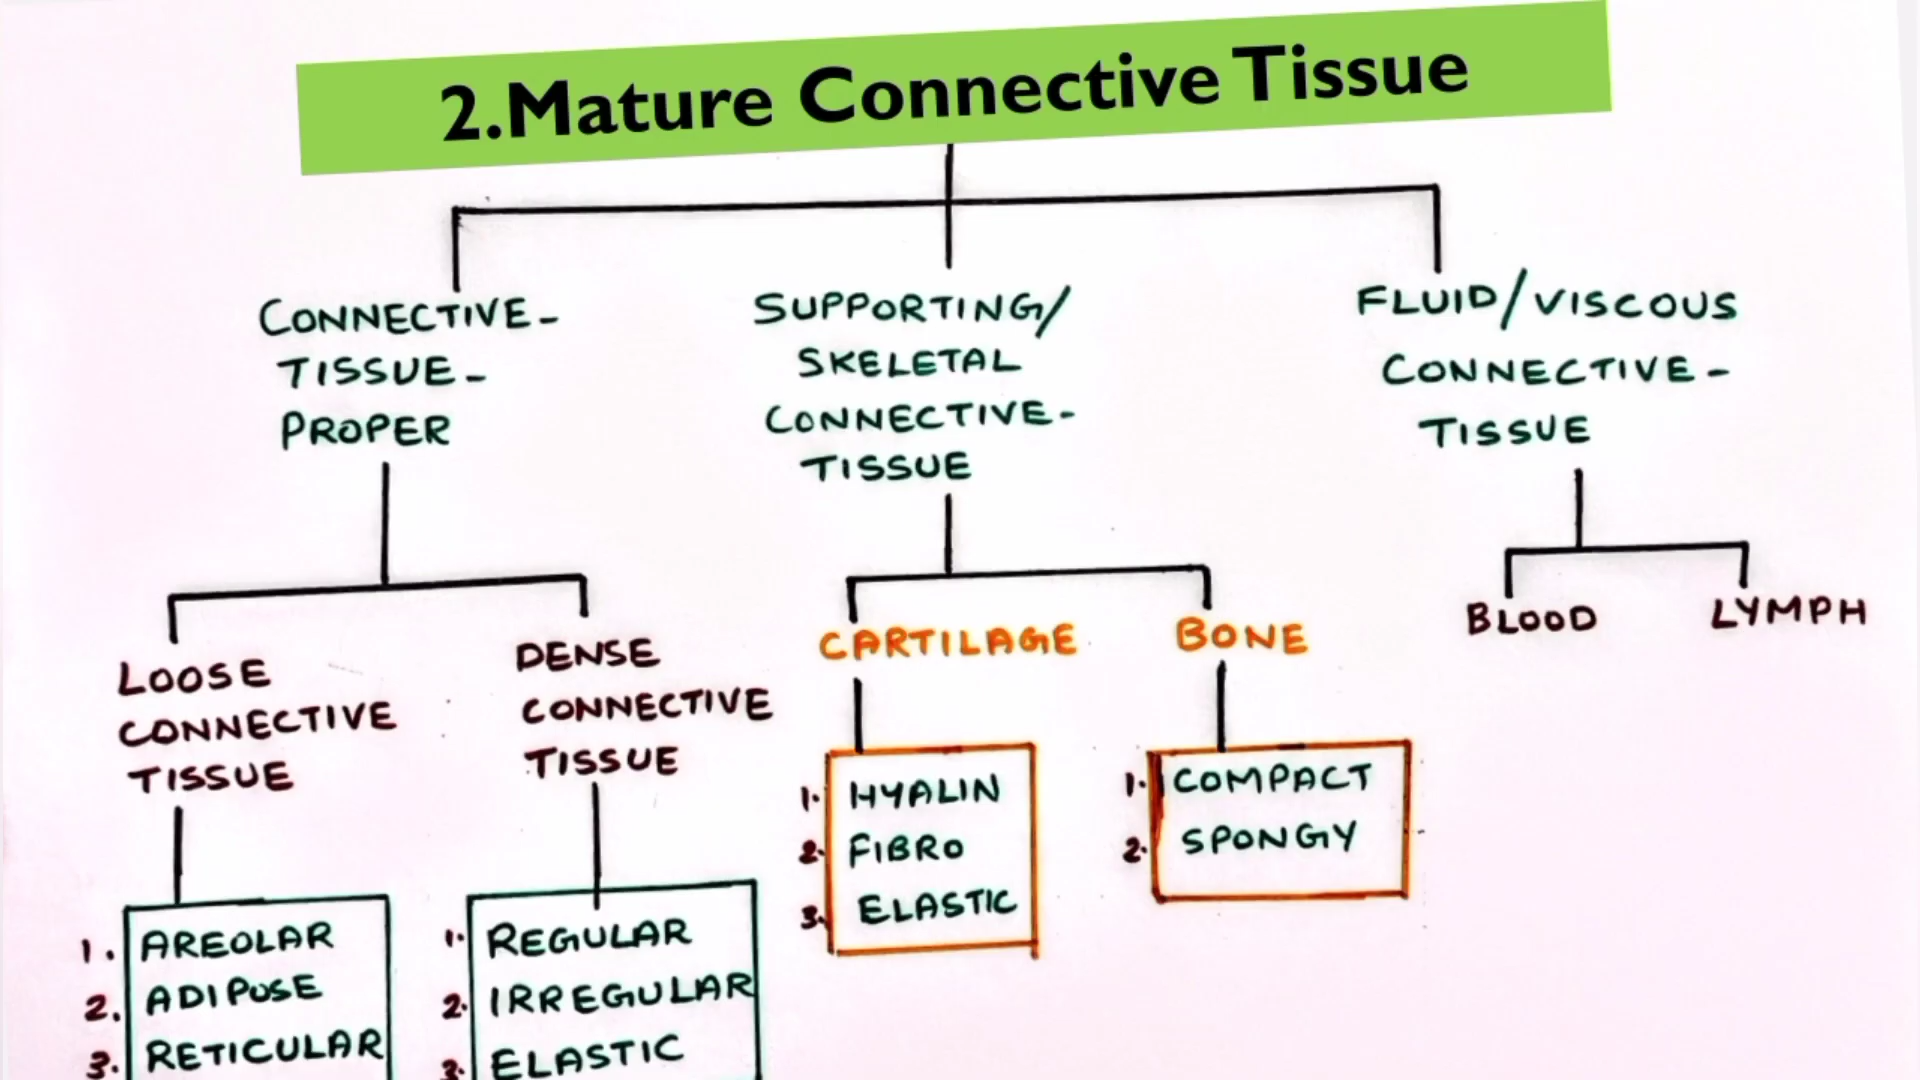 2.Mature Connective Tissue
CONNECTIVE-
TISSUE-
PROPER
SUPPORTING/
SKELETAL
CONNECTIVE-
TISSUE
FLUID/VISCOUS
CONNECTIVE-
TISSUE
LOOSE
CONNECTIVE
TISSUE
DENSE
CONNECTIVE
TISSUE
CARTILAGE
BONE
BLOOD
LYMPH
1. AREOLAR
2. ADIPOSE
3. RETICULAR
1. REGULAR
2. IRREGULAR
3. ELASTIC
1. HYALIN
2. FIBRO
3. ELASTIC
1. COMPACT
2. SPONGY